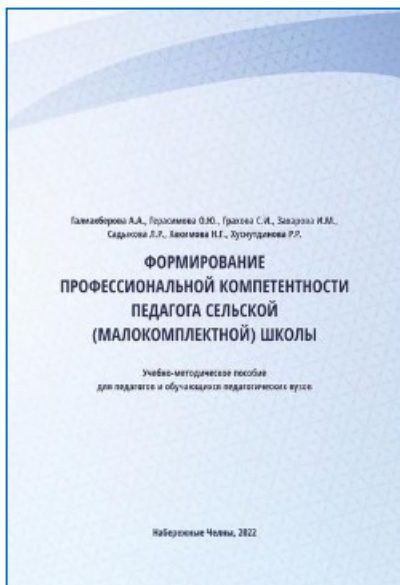 Галиакберова А.А., Герасимова О.Ю., Грахова С.И., Захарова И.М.,
Садыкова Л.Р., Хакимова Н.Г., Хуснутдинова Р.Р.
ФОРМИРОВАНИЕ
ПРОФЕССИОНАЛЬНОЙ КОМПЕТЕНТНОСТИ
ПЕДАГОГА СЕЛЬСКОЙ
(МАЛОКОМПЛЕКТНОЙ) ШКОЛЫ
Учебно-методическое пособие
для педагогов и обучающихся педагогических вузов
Набережные Челны, 2022